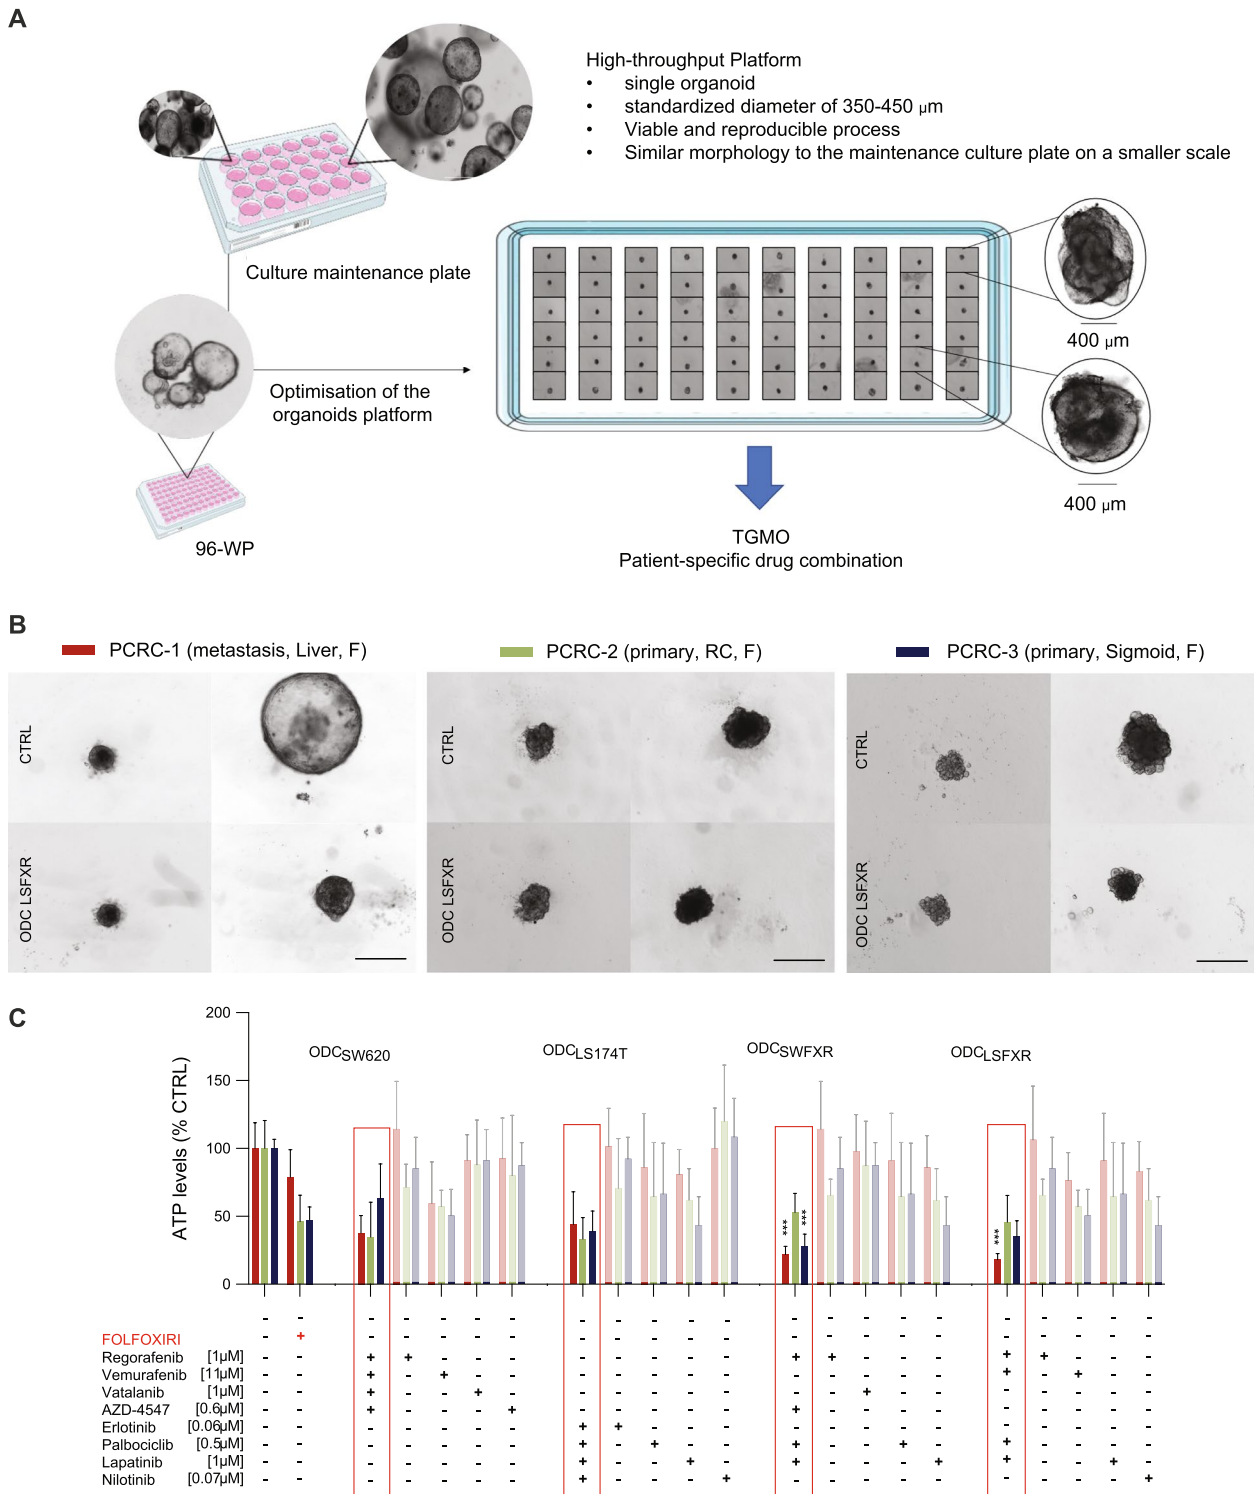 A
High-throughput Platform
• single organoid
• standardized diameter of 350-450 µm
• Viable and reproducible process
• Similar morphology to the maintenance culture plate on a smaller scale
Culture maintenance plate
400 µm
Optimisation of the
organoids platform
400 µm
96-WP
TGMO
Patient-specific drug combination
B
PCRC-1 (metastasis, Liver, F)
PCRC-2 (primary, RC, F)
PCRC-3 (primary, Sigmoid, F)
CTRL
CTRL
CTRL
ODC LSFXR
ODC LSFXR
ODC LSFXR
C
ATP levels (% CTRL)
200
150
100
50
0
ODCSW620
ODCLS174T
ODCSWFXR
ODCLSFXR
*** *** ***
- - - - - - - - - - - - - - - - - - - - -
FOLFOXIRI - + - - - - - - - - - - - - - - - - - - -
Regorafenib [1µM] - - + + - - - - - - - - + + - - - + + - - -
Vemurafenib [11µM] - - + - + - - - - - - - - - - - - + - + - -
Vatalanib [1µM] - - + - - + - - - - - - - - + - - - - - - -
AZD-4547 [0.6µM] - - + - - - + - - - - - + - - - - - - - - -
Erlotinib [0.06µM] - - - - - - - + + - - - - - - - - - - - - -
Palbociclib [0.5µM] - - - - - - - + - + - - + - - + - + - - - -
Lapatinib [1µM] - - - - - - - + - - + - + - - - + + - - + -
Nilotinib [0.07µM] - - - - - - - + - - - + - - - - - - - - - +